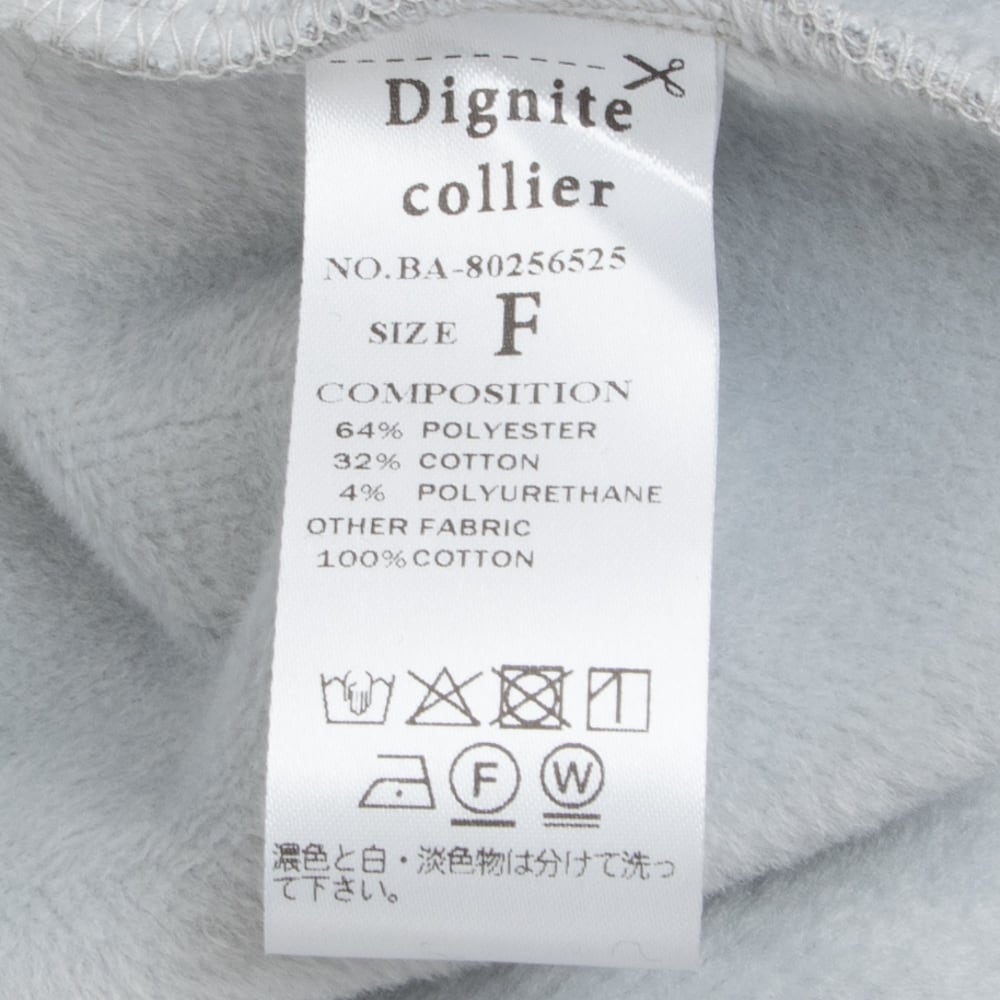 Dignite
collier
NO.BA-80256525
SIZE F
COMPOSITION
64% POLYESTER
32% COTTON
4% POLYURETHANE
OTHER FABRIC
100%COTTON
F W
濃色と白・淡色物は分けて洗っ
て下さい。